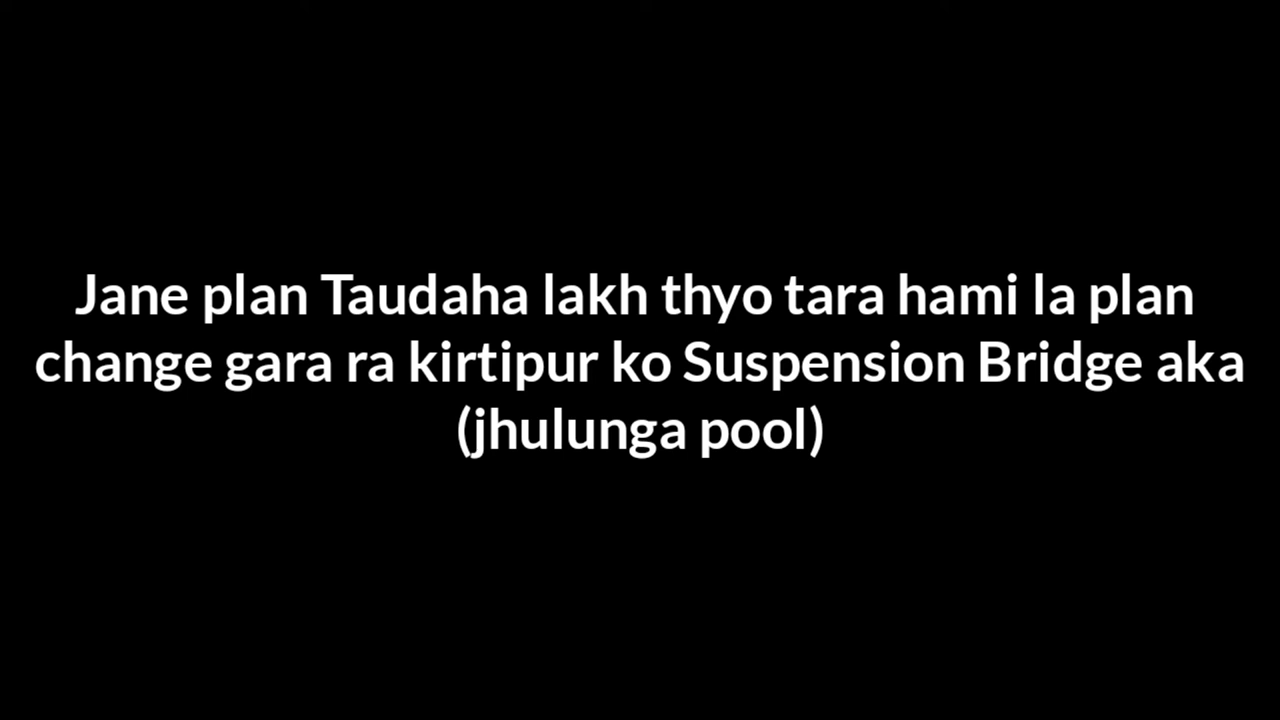 Jane plan Taudaha lakh thyo tara hami la plan
change gara ra kirtipur ko Suspension Bridge aka
(jhulunga pool)